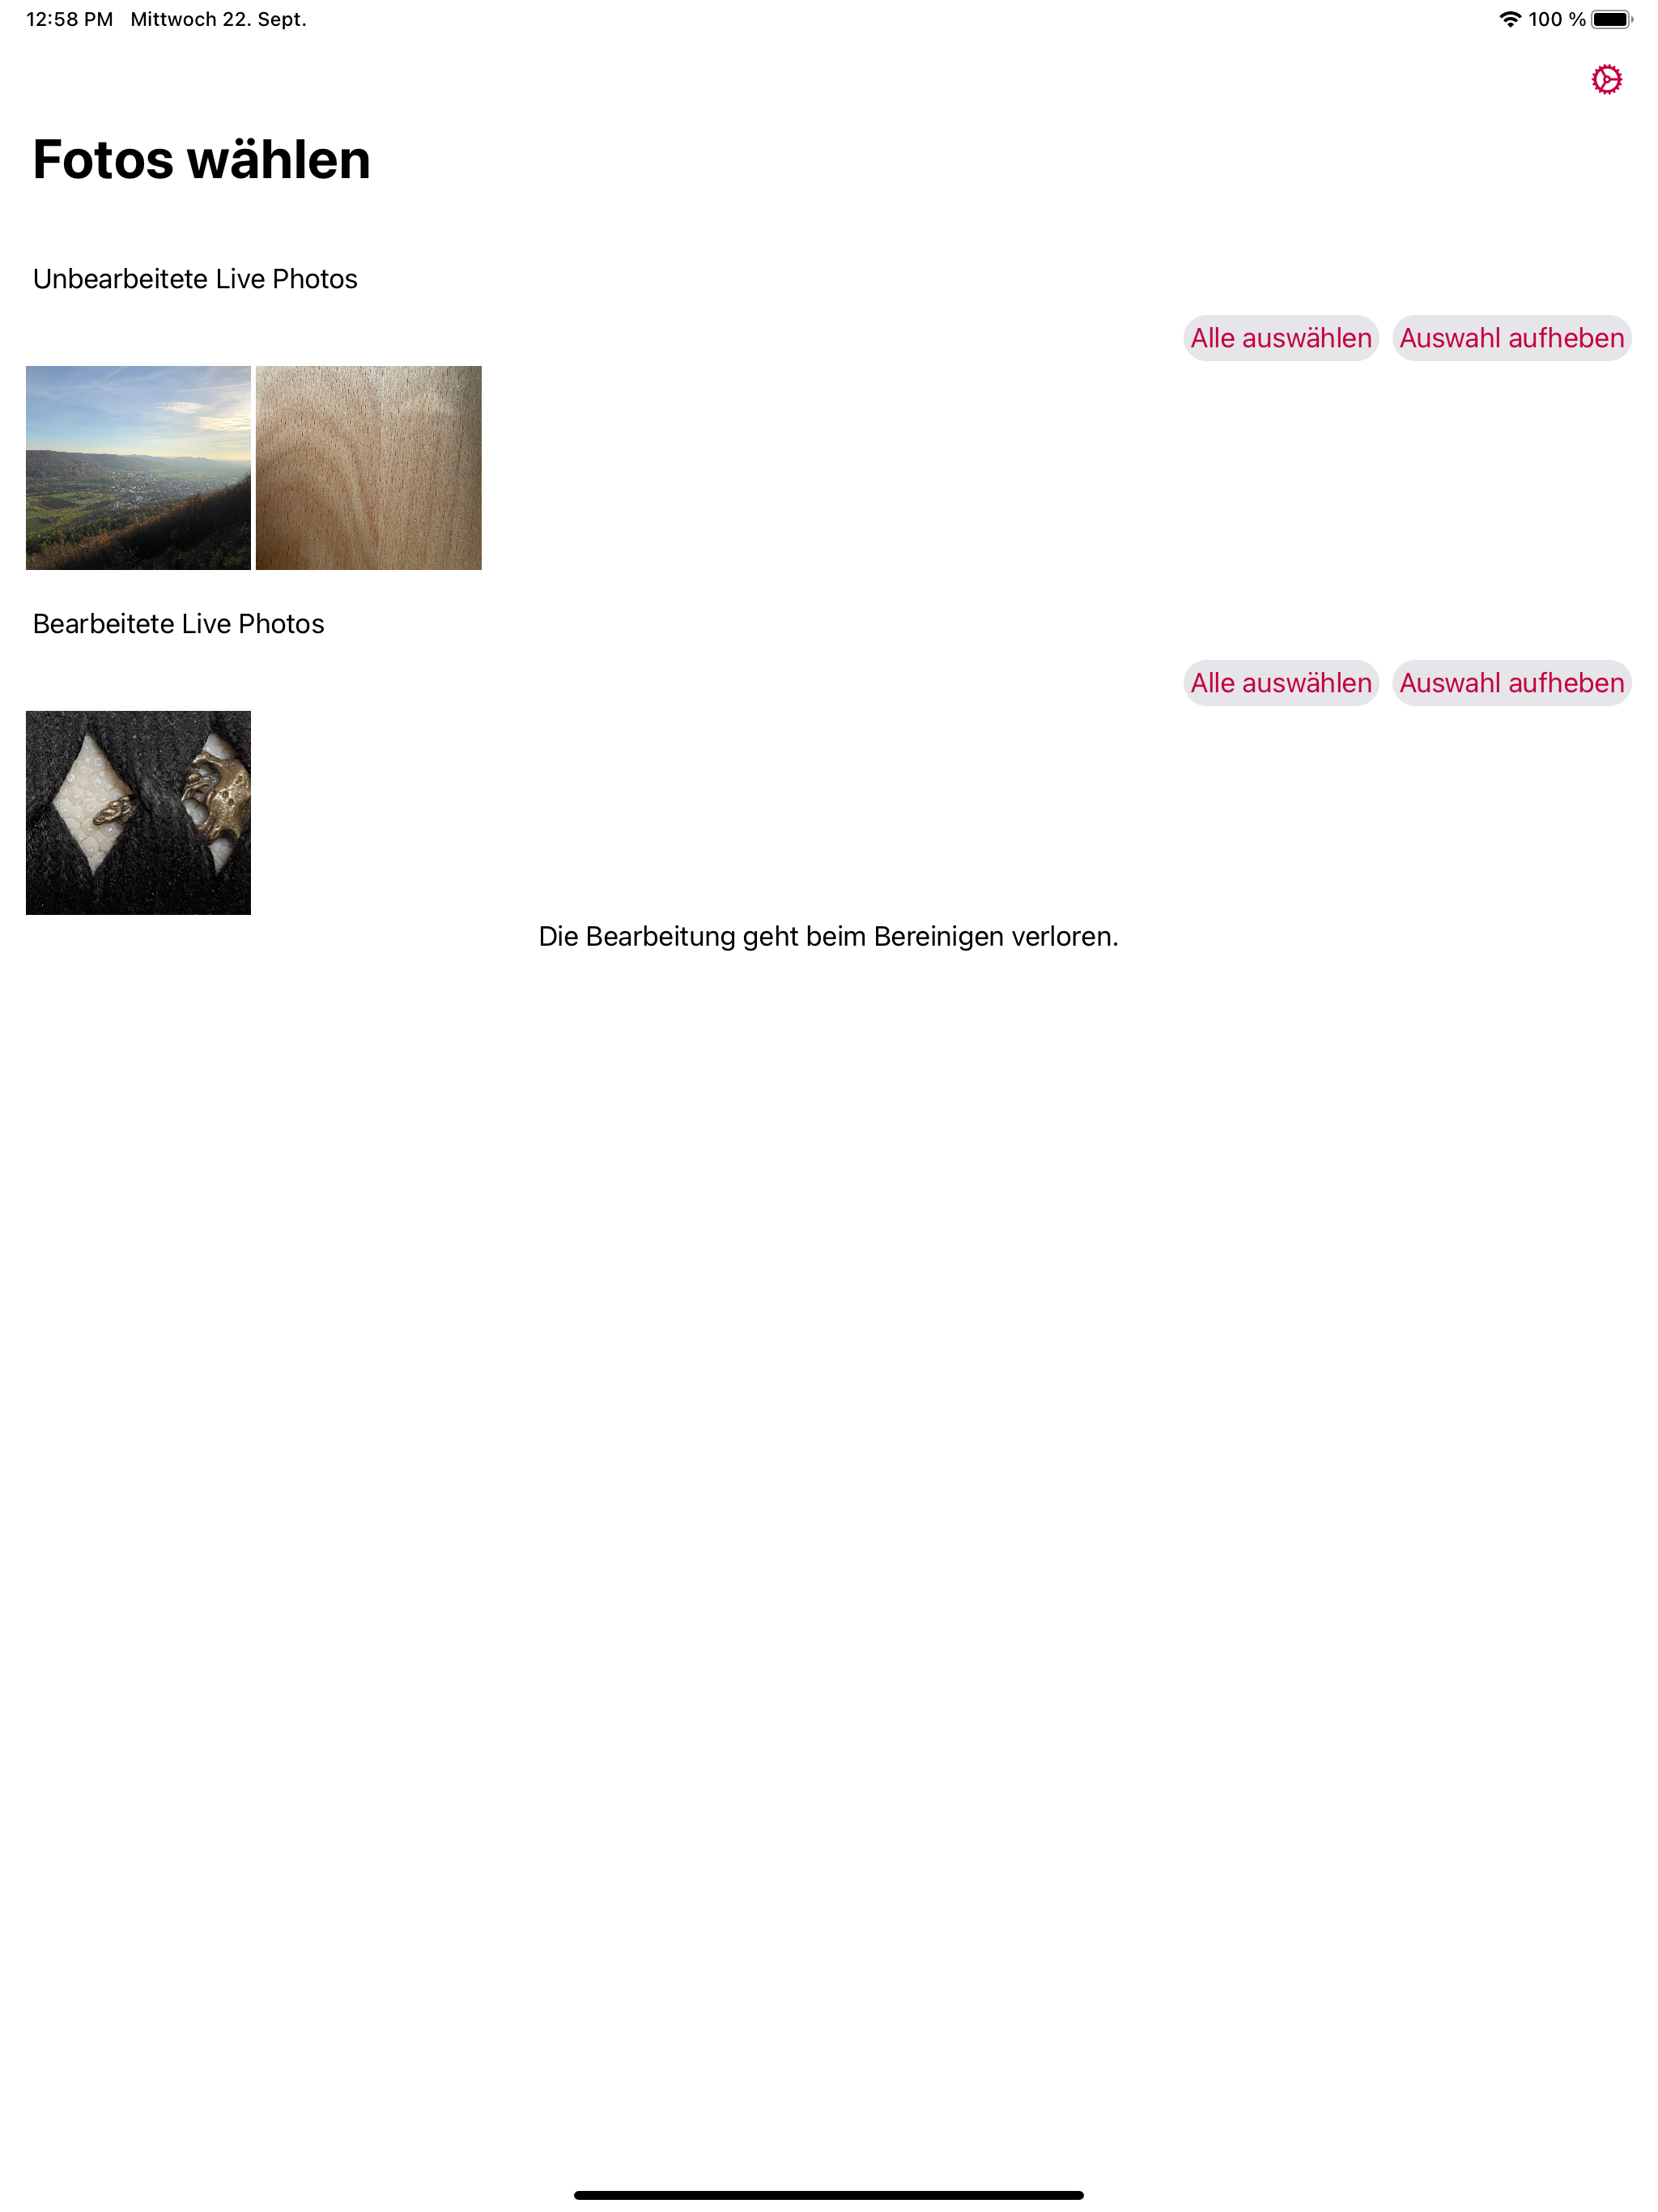 12:58 PM Mittwoch 22. Sept. 100 %
Fotos wählen
Unbearbeitete Live Photos
Alle auswählen Auswahl aufheben
Bearbeitete Live Photos
Alle auswählen Auswahl aufheben
Die Bearbeitung geht beim Bereinigen verloren.